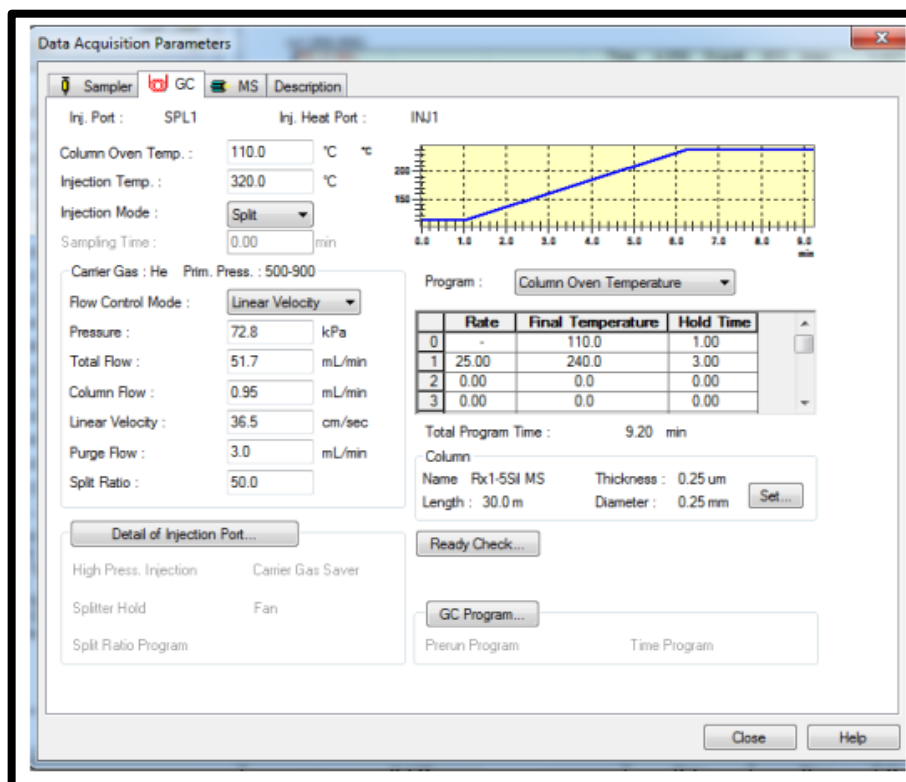 Data Acquisition Parameters
Sampler GC MS Description
Inj. Port : SPL1 Inj. Heat Port : INJ1
Column Oven Temp. : 110.0 °C °C
Injection Temp. : 320.0 °C
Injection Mode : Split
Sampling Time : 0.00 min
200
150
0.0 1.0 2.0 3.0 4.0 5.0 6.0 7.0 8.0 9.0
min
Carrier Gas : He Prim. Press. : 500-900
Flow Control Mode : Linear Velocity
Pressure : 72.8 kPa
Total Flow : 51.7 mL/min
Column Flow : 0.95 mL/min
Linear Velocity : 36.5 cm/sec
Purge Flow : 3.0 mL/min
Split Ratio : 50.0
Program : Column Oven Temperature
Rate Final Temperature Hold Time
0 - 110.0 1.00
1 25.00 240.0 3.00
2 0.00 0.0 0.00
3 0.00 0.0 0.00
Total Program Time : 9.20 min
Column
Name Rx1-5Sil MS Thickness : 0.25 um
Length : 30.0 m Diameter : 0.25 mm
Set...
Detail of Injection Port...
High Press. Injection Carrier Gas Saver
Splitter Hold Fan
Split Ratio Program
Ready Check...
GC Program...
Prerun Program Time Program
Close Help